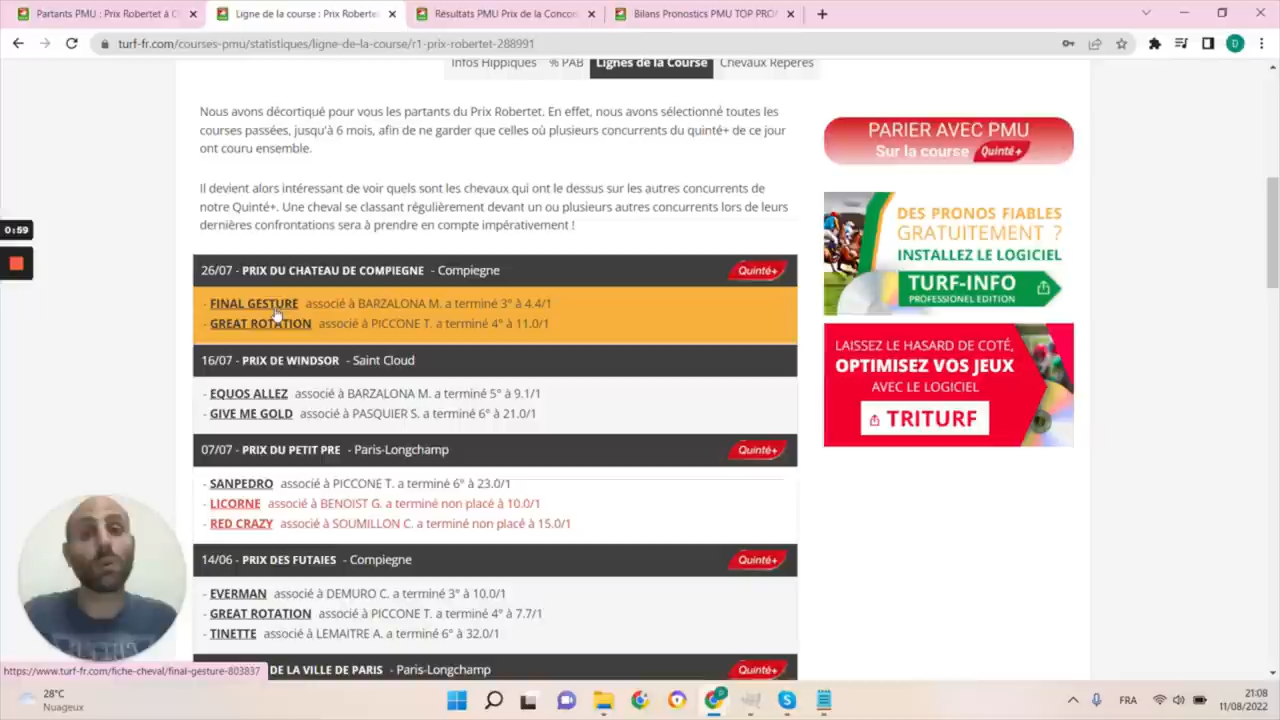 Partants PMU : Prix Robertet à C
Ligne de la course : Prix Roberte
Résultats PMU Prix de la Conco
Bilans Pronostics PMU TOP PRO
turf-fr.com/courses-pmu/statistiques/ligne-de-la-course/r1-prix-robertet-288991
D
Infos Hippiques
% PAB
Lignes de la Course
Chevaux Repères
Nous avons décortiqué pour vous les partants du Prix Robertet. En effet, nous avons sélectionné toutes les
courses passées, jusqu'à 6 mois, afin de ne garder que celles où plusieurs concurrents du quinté+ de ce jour
ont couru ensemble.
Il devient alors intéressant de voir quels sont les chevaux qui ont le dessus sur les autres concurrents de
notre Quinté+. Une cheval se classant régulièrement devant un ou plusieurs autres concurrents lors de leurs
dernières confrontations sera à prendre en compte impérativement !
26/07 - PRIX DU CHATEAU DE COMPIEGNE - Compiegne
Quinté+
- FINAL GESTURE associé à BARZALONA M. a terminé 3° à 4.4/1
- GREAT ROTATION associé à PICCONE T. a terminé 4° à 11.0/1
16/07 - PRIX DE WINDSOR - Saint Cloud
- EQUOS ALLEZ associé à BARZALONA M. a terminé 5° à 9.1/1
- GIVE ME GOLD associé à PASQUIER S. a terminé 6° à 21.0/1
07/07 - PRIX DU PETIT PRE - Paris-Longchamp
Quinté+
- SANPEDRO associé à PICCONE T. a terminé 6° à 23.0/1
- LICORNE associé à BENOIST G. a terminé non placé à 10.0/1
- RED CRAZY associé à SOUMILLON C. a terminé non placé à 15.0/1
14/06 - PRIX DES FUTAIES - Compiegne
Quinté+
- EVERMAN associé à DEMURO C. a terminé 3° à 10.0/1
- GREAT ROTATION associé à PICCONE T. a terminé 4° à 7.7/1
- TINETTE associé à LEMAITRE A. a terminé 6° à 32.0/1
DE LA VILLE DE PARIS - Paris-Longchamp
Quinté+
PARIER AVEC PMU
Sur la course Quinté+
DES PRONOS FIABLES
GRATUITEMENT ?
INSTALLEZ LE LOGICIEL
TURF-INFO
PROFESSIONEL EDITION
LAISSEZ LE HASARD DE COTÉ,
OPTIMISEZ VOS JEUX
AVEC LE LOGICIEL
TRITURF
0:59
https://www.turf-fr.com/fiche-cheval/final-gesture-803837
28°C
Nuageux
FRA
21:08
11/08/2022